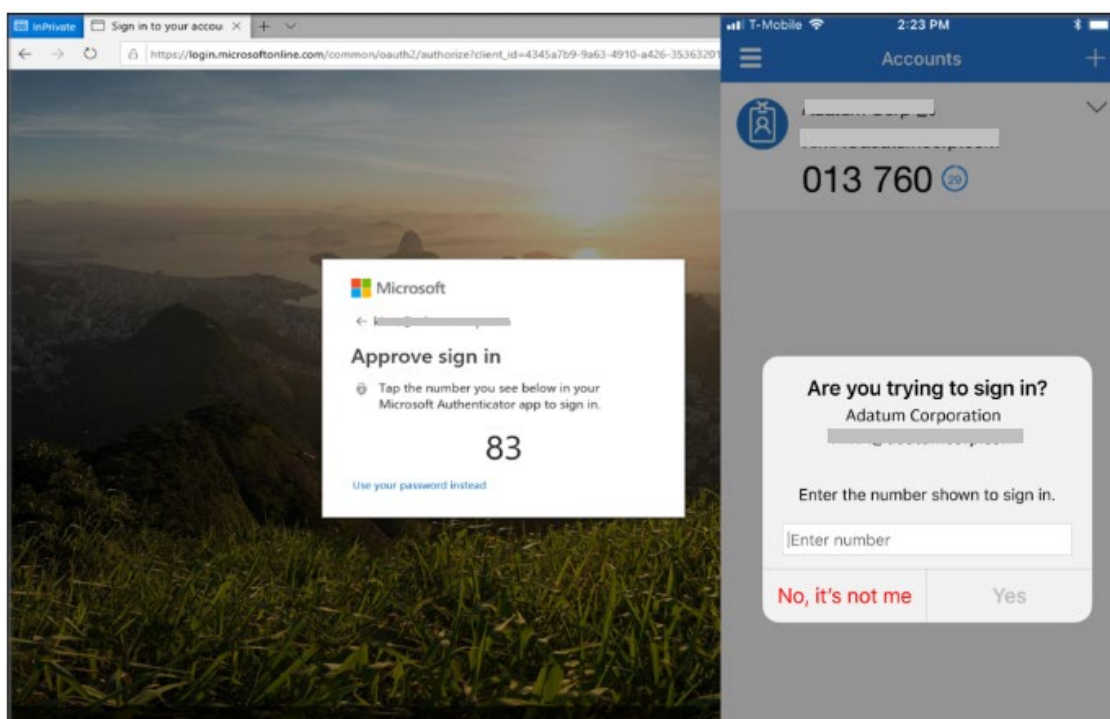 InPrivate
Sign in to your accou
https://login.microsoftonline.com/common/oauth2/authorize?client_id=4345a7b9-9a63-4910-a426-35363201
Microsoft
Approve sign in
Tap the number you see below in your
Microsoft Authenticator app to sign in.
83
Use your password instead
T-Mobile
2:23 PM
Accounts
013 760
29
Are you trying to sign in?
Adatum Corporation
Enter the number shown to sign in.
Enter number
No, it's not me
Yes